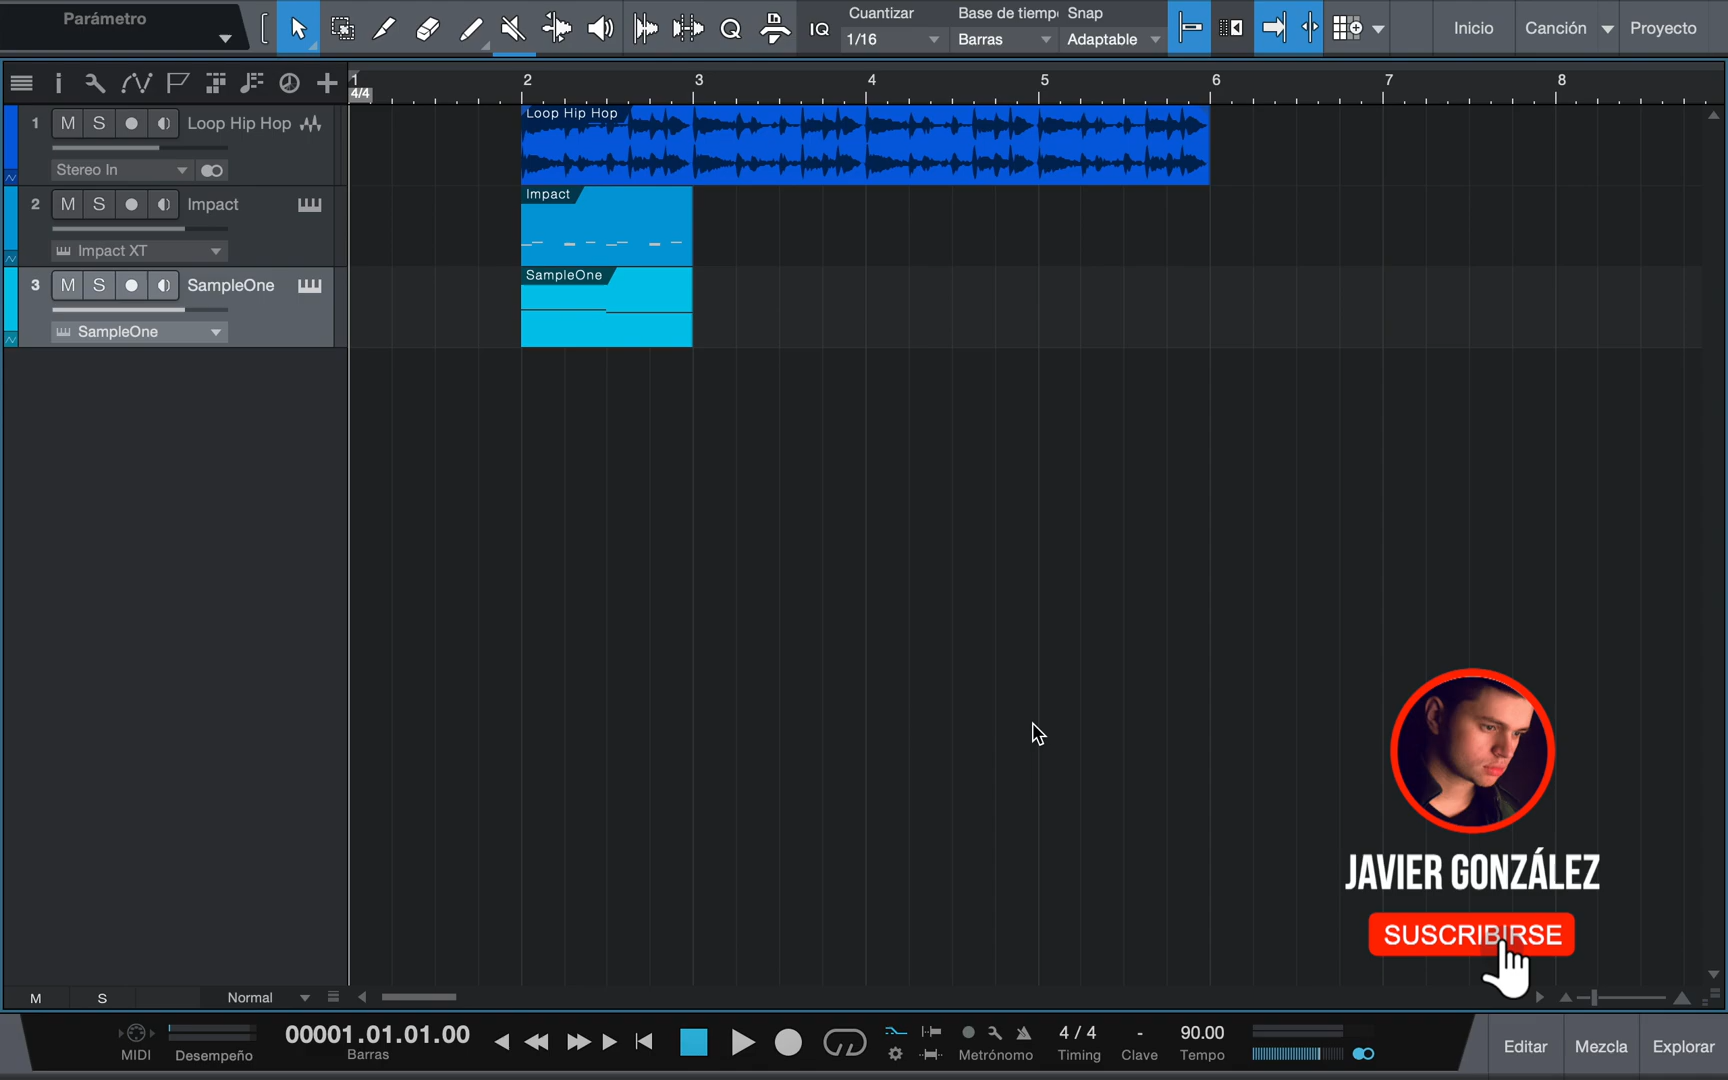 Parámetro
IQ
Cuantizar
1/16
Base de tiempo
Barras
Snap
Adaptable
Inicio
Canción
Proyecto
1
2
3
4
5
6
7
8
4/4
1
M
S
Loop Hip Hop
Stereo In
Loop Hip Hop
2
M
S
Impact
Impact XT
Impact
3
M
S
SampleOne
SampleOne
SampleOne
JAVIER GONZÁLEZ
SUSCRIBIRSE
M
S
Normal
MIDI
Desempeño
00001.01.01.00
Barras
Metrónomo
4 / 4
Timing
-
Clave
90.00
Tempo
Editar
Mezcla
Explorar